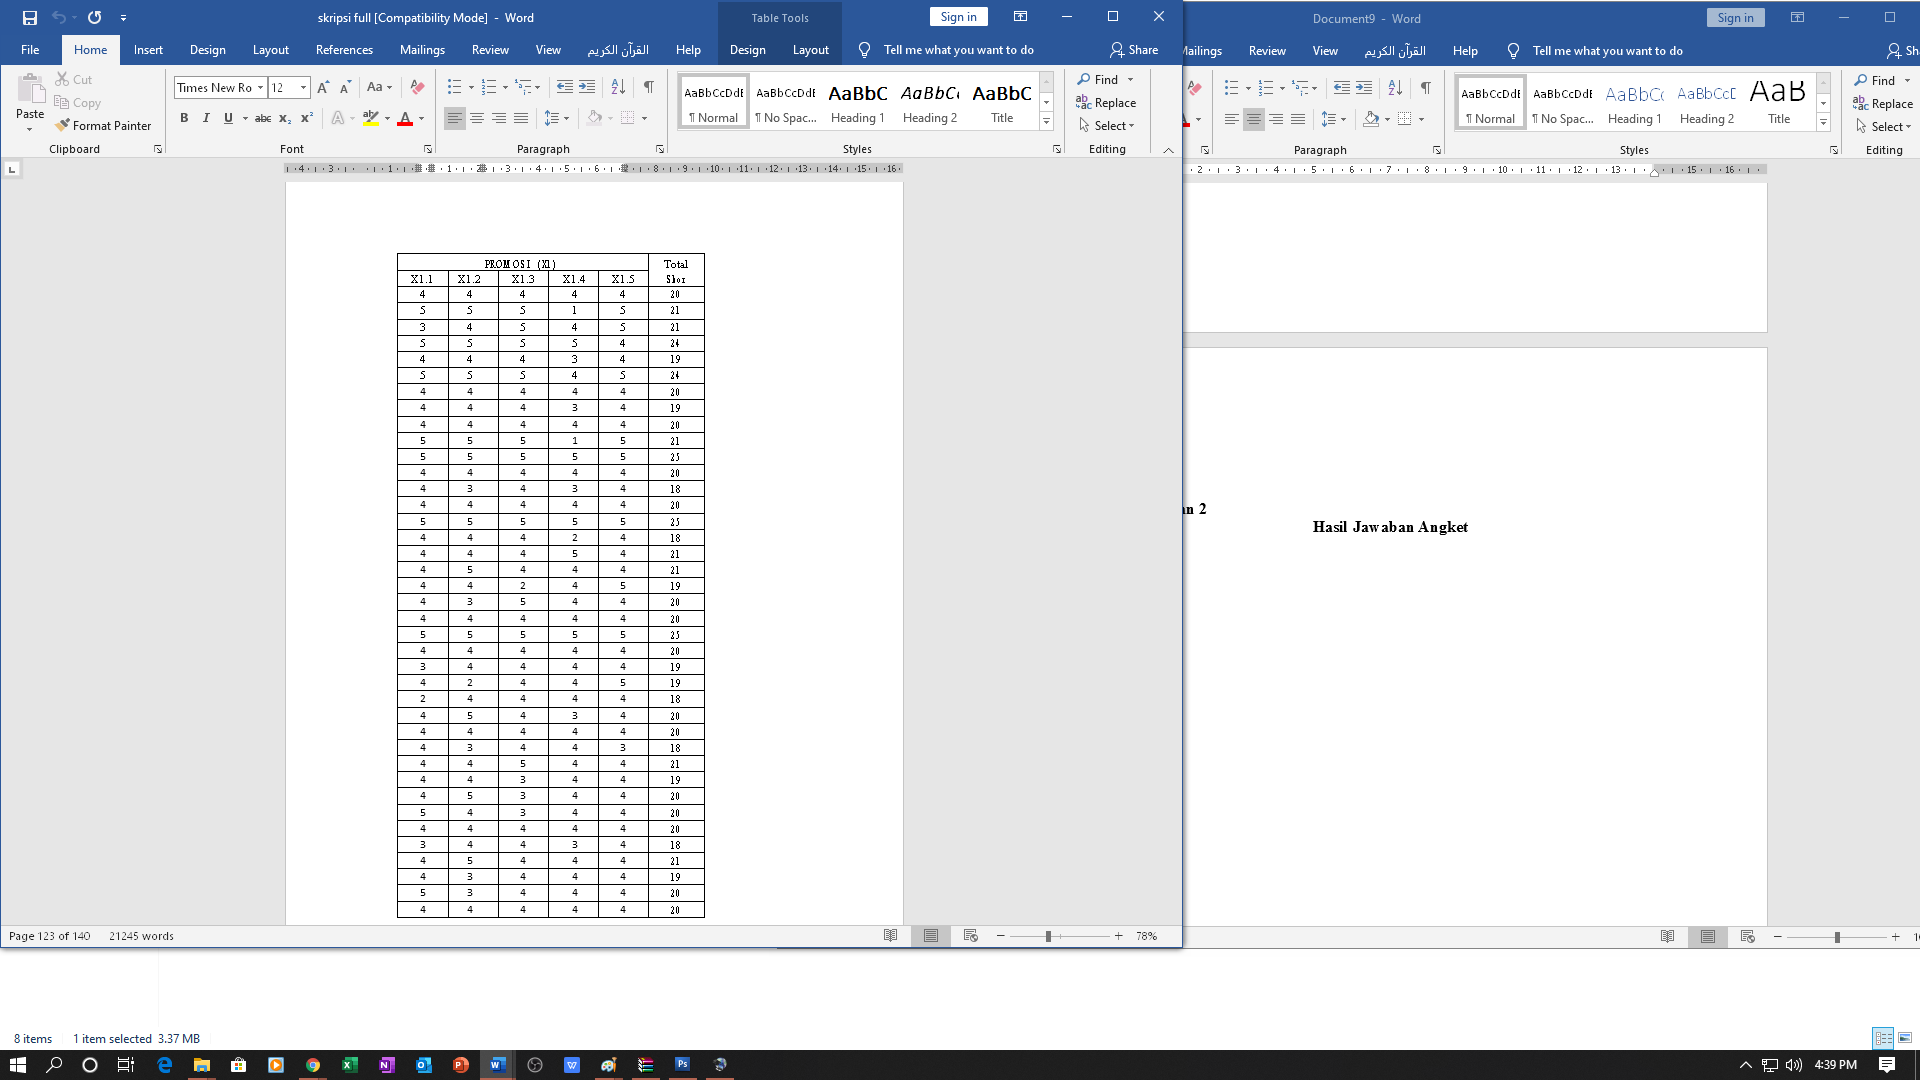 skripsi full [Compatibility Mode] - Word
Table Tools
Sign in
File Home Insert Design Layout References Mailings Review View القرآن الكريم Help Design Layout Tell me what you want to do Share
Paste
Cut
Copy
Format Painter
Clipboard
Times New Ro 12
Font
Paragraph
AaBbCcDdE AaBbCcDdE AaBbC AaBbC AaBbC
¶ Normal ¶ No Spac... Heading 1 Heading 2 Title
Styles
Find
Replace
Select
Editing
PROMOSI (X1) Total
X1.1 X1.2 X1.3 X1.4 X1.5 Skor
4 4 4 4 4 20
5 5 5 1 5 21
3 4 5 4 5 21
5 5 5 5 4 24
4 4 4 3 4 19
5 5 5 4 5 24
4 4 4 4 4 20
4 4 4 3 4 19
4 4 4 4 4 20
5 5 5 1 5 21
5 5 5 5 5 25
4 4 4 4 4 20
4 3 4 3 4 18
4 4 4 4 4 20
5 5 5 5 5 25
4 4 4 2 4 18
4 4 4 5 4 21
4 5 4 4 4 21
4 4 2 4 5 19
4 3 5 4 4 20
4 4 4 4 4 20
5 5 5 5 5 25
4 4 4 4 4 20
3 4 4 4 4 19
4 2 4 4 5 19
2 4 4 4 4 18
4 5 4 3 4 20
4 4 4 4 4 20
4 3 4 4 3 18
4 4 5 4 4 21
4 4 3 4 4 19
4 5 3 4 4 20
5 4 3 4 4 20
4 4 4 4 4 20
3 4 4 3 4 18
4 5 4 4 4 21
4 3 4 4 4 19
5 3 4 4 4 20
4 4 4 4 4 20
Page 123 of 140 21245 words
78%
Document9 - Word
Sign in
Mailings Review View القرآن الكريم Help Tell me what you want to do
Paragraph
AaBbCcDdE AaBbCcDdE AaBbCc AaBbCcD AaB
¶ Normal ¶ No Spac... Heading 1 Heading 2 Title
Styles
Find
Replace
Select
Editing
an 2
Hasil Jawaban Angket
8 items 1 item selected 3.37 MB
4:39 PM